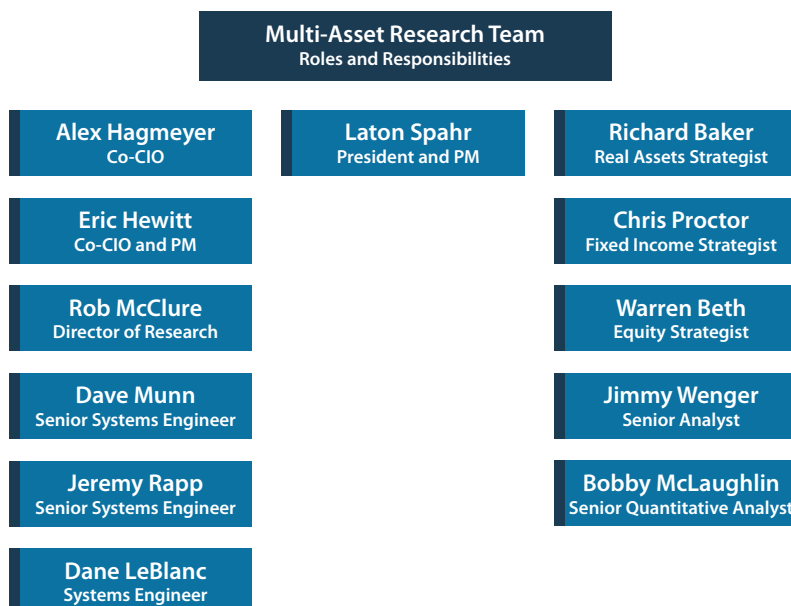 Multi-Asset Research Team
Roles and Responsibilities
Alex Hagmeyer
Co-CIO
Eric Hewitt
Co-CIO and PM
Rob McClure
Director of Research
Dave Munn
Senior Systems Engineer
Jeremy Rapp
Senior Systems Engineer
Dane LeBlanc
Systems Engineer
Laton Spahr
President and PM
Richard Baker
Real Assets Strategist
Chris Proctor
Fixed Income Strategist
Warren Beth
Equity Strategist
Jimmy Wenger
Senior Analyst
Bobby McLaughlin
Senior Quantitative Analyst